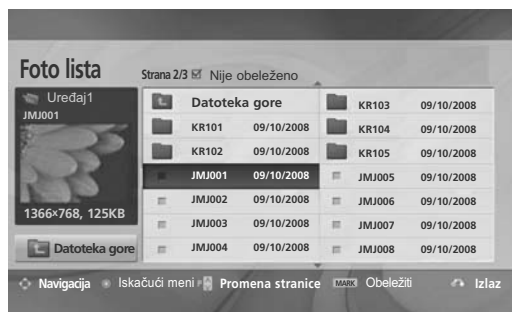 Foto lista
Strana 2/3 Nije obeleženo
Uređaj1
JMJ001
1366×768, 125KB
Datoteka gore
Datoteka gore
KR101 09/10/2008
KR102 09/10/2008
JMJ001 09/10/2008
JMJ002 09/10/2008
JMJ003 09/10/2008
JMJ004 09/10/2008
KR103 09/10/2008
KR104 09/10/2008
KR105 09/10/2008
JMJ005 09/10/2008
JMJ006 09/10/2008
JMJ007 09/10/2008
JMJ008 09/10/2008
Navigacija Iskačući meni P Promena stranice MARK Obeležiti Izlaz